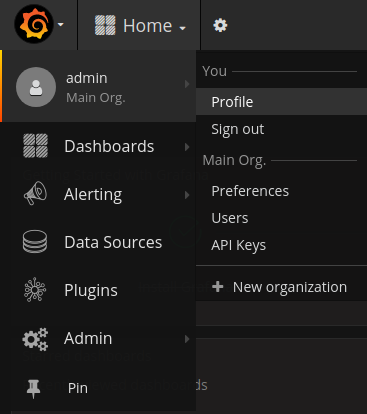 Home
admin
Main Org.
Dashboards
Alerting
Data Sources
Plugins
Admin
Pin
You
Profile
Sign out
Main Org.
Preferences
Users
API Keys
New organization